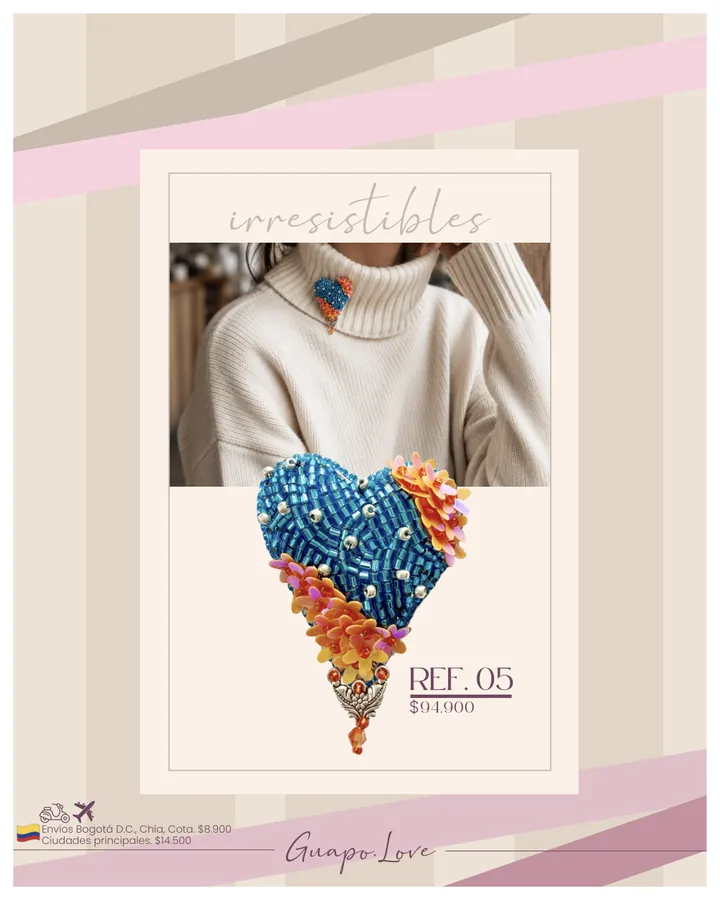 irresistibles
REF. 05
$94.900
Envíos Bogotá D.C., Chía, Cota. $8.900
Ciudades principales. $14.500
Guapo.Love